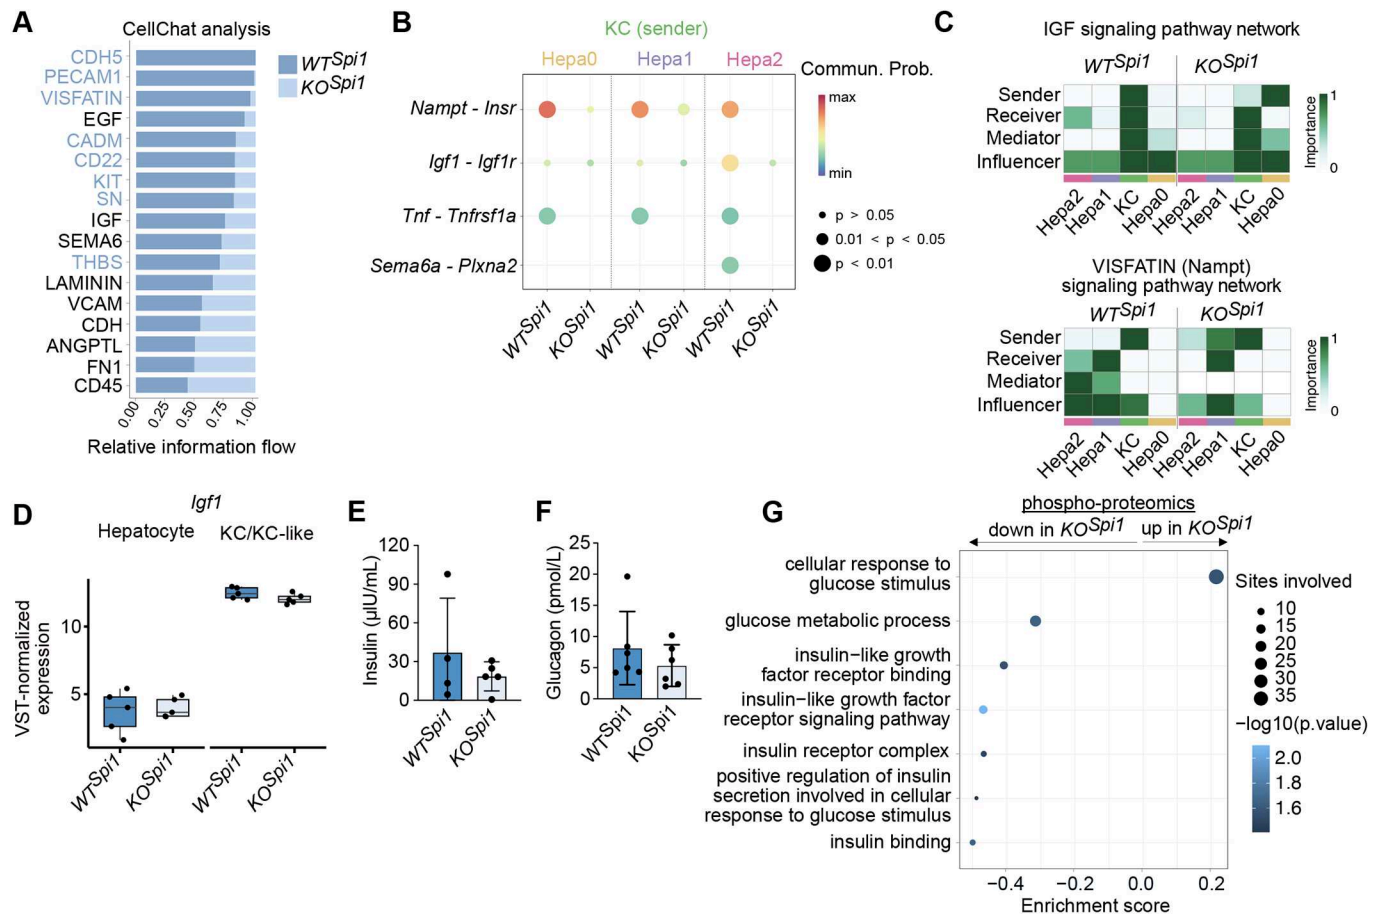 A
CellChat analysis
CDH5
PECAM1
VISFATIN
EGF
CADM
CD22
KIT
SN
IGF
SEMA6
THBS
LAMININ
VCAM
CDH
ANGPTL
FN1
CD45
WTSpi1
KOSpi1
0.00
0.25
0.50
0.75
1.00
Relative information flow
B
KC (sender)
Hepa0
Hepa1
Hepa2
Nampt - Insr
Igf1 - Igf1r
Tnf - Tnfrsf1a
Sema6a - Plxna2
WTSpi1
KOSpi1
WTSpi1
KOSpi1
WTSpi1
KOSpi1
Commun. Prob.
max
min
p > 0.05
0.01 < p < 0.05
p < 0.01
C
IGF signaling pathway network
WTSpi1
KOSpi1
Sender
Receiver
Mediator
Influencer
Hepa2
Hepa1
KC
Hepa0
Hepa2
Hepa1
KC
Hepa0
Importance
1
0
VISFATIN (Nampt)
signaling pathway network
WTSpi1
KOSpi1
Sender
Receiver
Mediator
Influencer
Hepa2
Hepa1
KC
Hepa0
Hepa2
Hepa1
KC
Hepa0
Importance
1
0
D
Igf1
Hepatocyte
KC/KC-like
VST-normalized
expression
10
5
WTSpi1
KOSpi1
WTSpi1
KOSpi1
E
Insulin (µIU/mL)
120
90
60
30
0
WTSpi1
KOSpi1
F
Glucagon (pmol/L)
25
20
15
10
5
0
WTSpi1
KOSpi1
G
phospho-proteomics
down in KOSpi1
up in KOSpi1
cellular response to
glucose stimulus
glucose metabolic process
insulin−like growth
factor receptor binding
insulin−like growth factor
receptor signaling pathway
insulin receptor complex
positive regulation of insulin
secretion involved in cellular
response to glucose stimulus
insulin binding
−0.4
−0.2
0.0
0.2
Enrichment score
Sites involved
10
15
20
25
30
35
−log10(p.value)
2.0
1.8
1.6